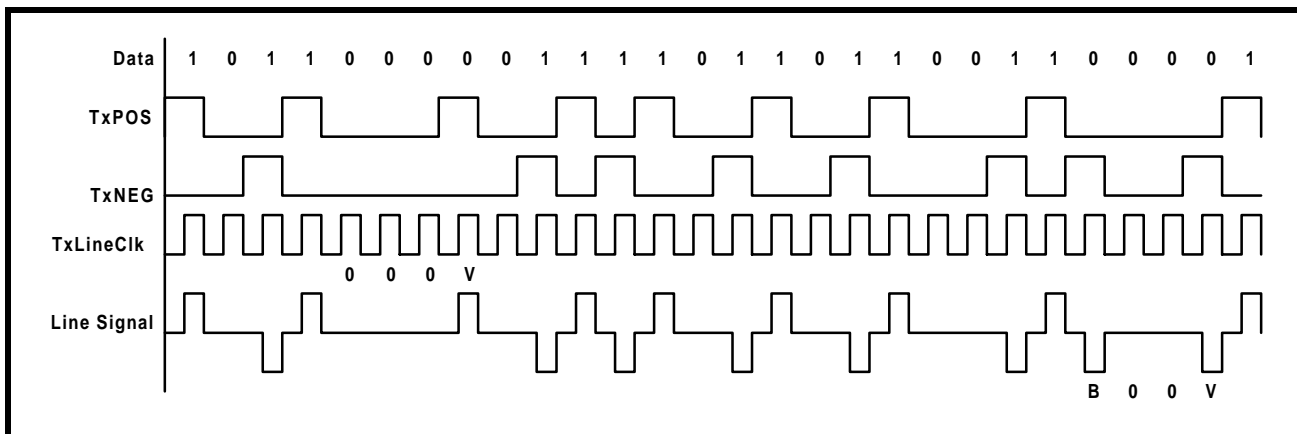 Data 1 0 1 1 0 0 0 0 0 1 1 1 1 0 1 1 0 1 1 0 0 1 1 0 0 0 0 1
TxPOS
TxNEG
TxLineClk
0 0 0 V
Line Signal
B 0 0 V